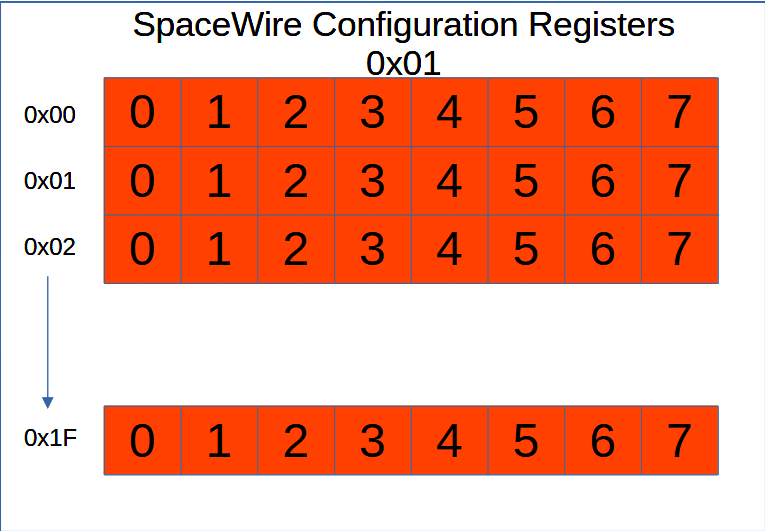 SpaceWire Configuration Registers
0x01
0x00 0 1 2 3 4 5 6 7
0x01 0 1 2 3 4 5 6 7
0x02 0 1 2 3 4 5 6 7
0x1F 0 1 2 3 4 5 6 7